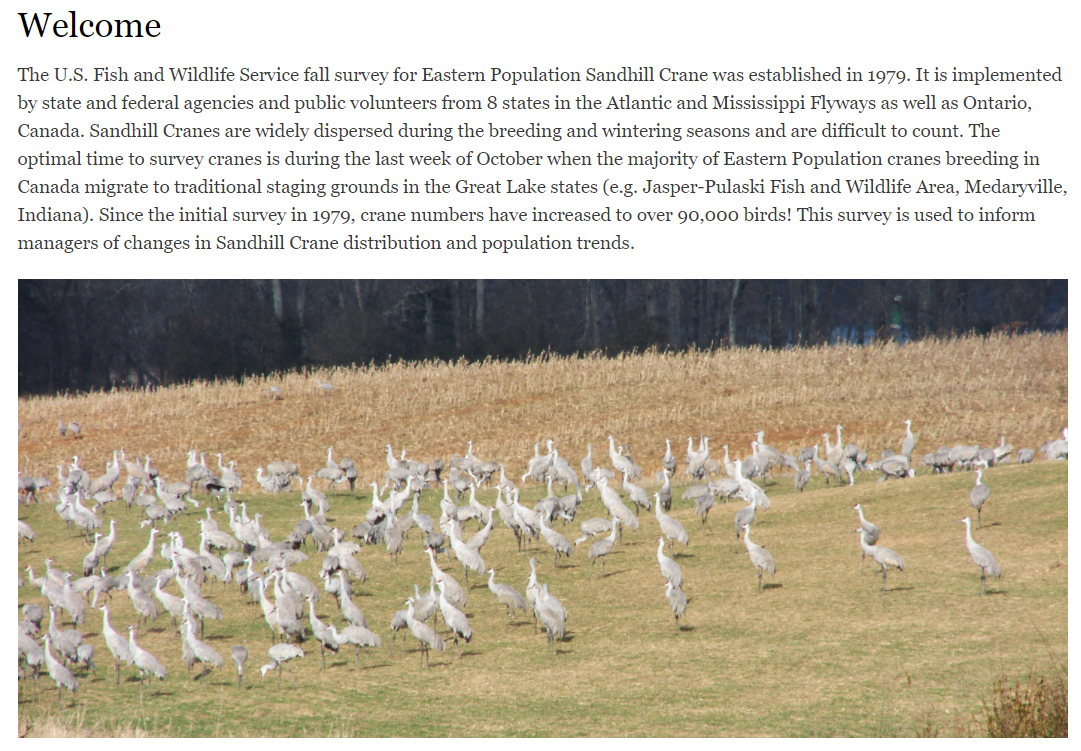 Welcome
The U.S. Fish and Wildlife Service fall survey for Eastern Population Sandhill Crane was established in 1979. It is implemented
by state and federal agencies and public volunteers from 8 states in the Atlantic and Mississippi Flyways as well as Ontario,
Canada. Sandhill Cranes are widely dispersed during the breeding and wintering seasons and are difficult to count. The
optimal time to survey cranes is during the last week of October when the majority of Eastern Population cranes breeding in
Canada migrate to traditional staging grounds in the Great Lake states (e.g. Jasper-Pulaski Fish and Wildlife Area, Medaryville,
Indiana). Since the initial survey in 1979, crane numbers have increased to over 90,000 birds! This survey is used to inform
managers of changes in Sandhill Crane distribution and population trends.